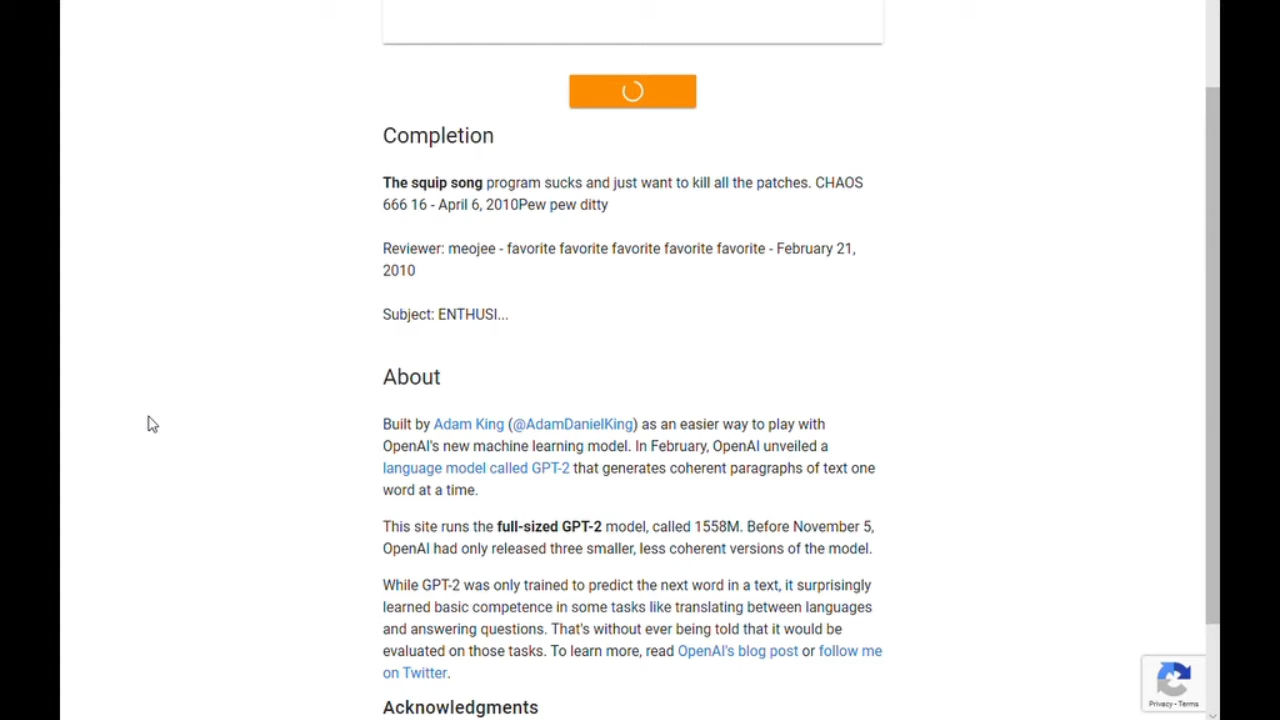 Completion
The squip song program sucks and just want to kill all the patches. CHAOS
666 16 - April 6, 2010Pew pew ditty
Reviewer: meojee - favorite favorite favorite favorite favorite - February 21,
2010
Subject: ENTHUSI...
About
Built by Adam King (@AdamDanielKing) as an easier way to play with
OpenAI's new machine learning model. In February, OpenAI unveiled a
language model called GPT-2 that generates coherent paragraphs of text one
word at a time.
This site runs the full-sized GPT-2 model, called 1558M. Before November 5,
OpenAI had only released three smaller, less coherent versions of the model.
While GPT-2 was only trained to predict the next word in a text, it surprisingly
learned basic competence in some tasks like translating between languages
and answering questions. That's without ever being told that it would be
evaluated on those tasks. To learn more, read OpenAI's blog post or follow me
on Twitter.
Acknowledgments
Privacy - Terms